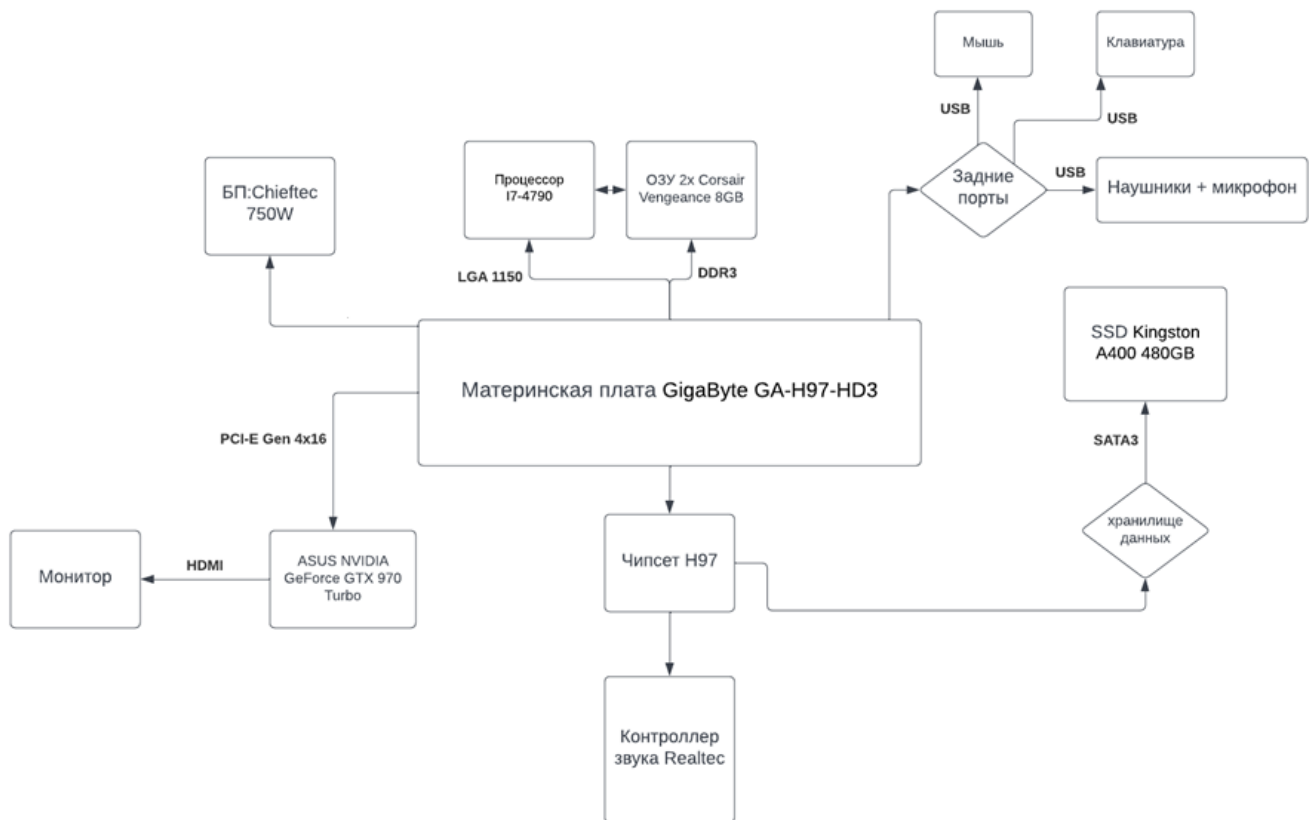 Мышь
Клавиатура
USB
USB
БП:Chieftec
750W
Процессор
I7-4790
ОЗУ 2x Corsair
Vengeance 8GB
Задние
порты
USB
Наушники + микрофон
LGA 1150
DDR3
SSD Kingston
A400 480GB
Материнская плата GigaByte GA-H97-HD3
PCI-E Gen 4x16
SATA3
хранилище
данных
Монитор
HDMI
ASUS NVIDIA
GeForce GTX 970
Turbo
Чипсет H97
Контроллер
звука Realtec